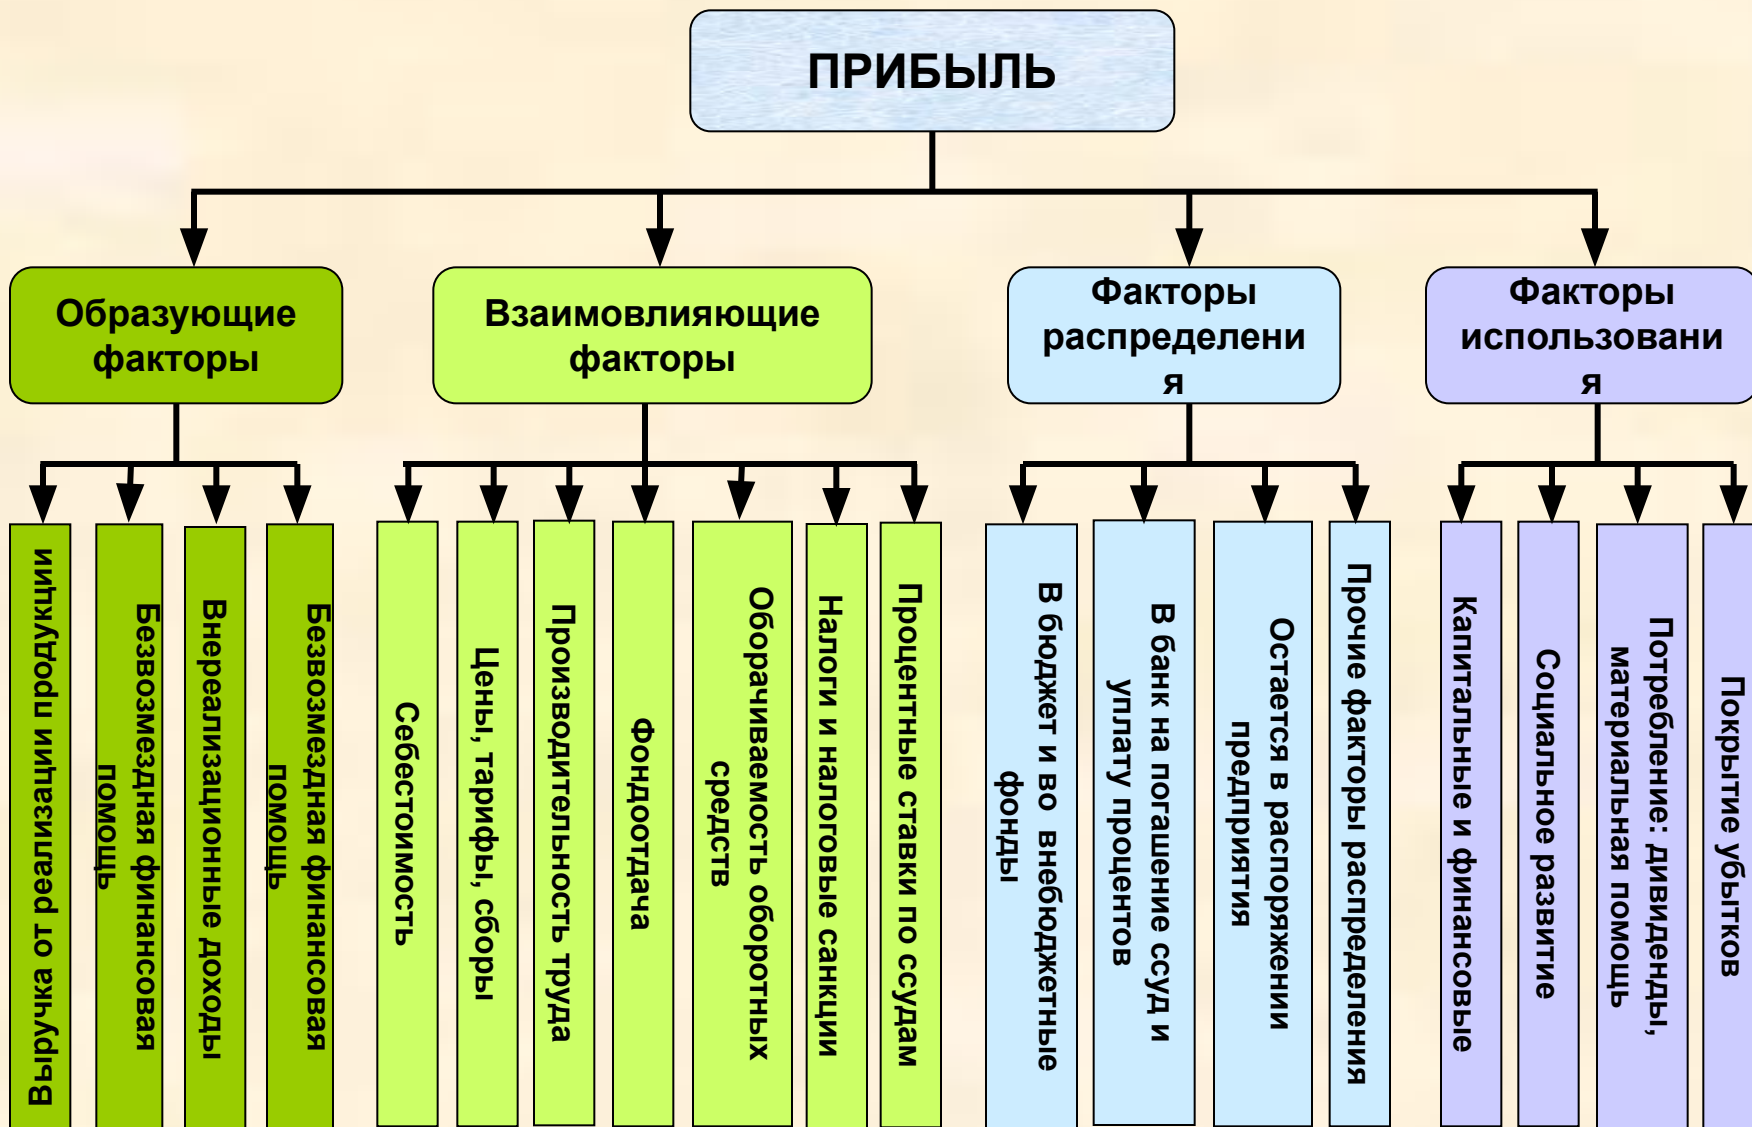 ПРИБЫЛЬ
Образующие
факторы
Взаимовлияющие
факторы
Факторы
распределени
я
Факторы
использовани
я
Выручка от реализации продукции
Безвозмездная финансовая
помощь
Внереализационные доходы
Безвозмездная финансовая
помощь
Себестоимость
Цены, тарифы, сборы
Производительность труда
Фондоотдача
Оборачиваемость оборотных
средств
Налоги и налоговые санкции
Процентные ставки по ссудам
В бюджет и во внебюджетные
фонды
В банк на погашение ссуд и
уплату процентов
Остается в распоряжении
предприятия
Прочие факторы распределения
Капитальные и финансовые
Социальное развитие
Потребление: дивиденды,
материальная помощь
Покрытие убытков